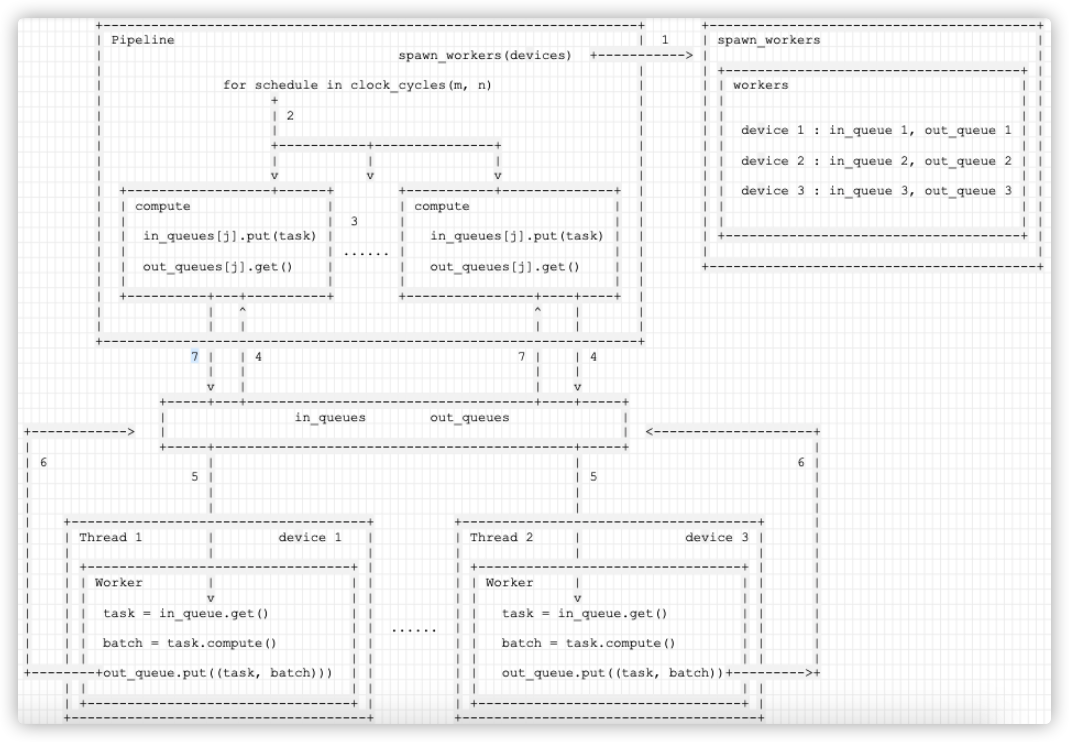 Pipeline
1
spawn_workers
spawn_workers(devices)
workers
for schedule in clock_cycles(m, n)
2
device 1 : in_queue 1, out_queue 1
device 2 : in_queue 2, out_queue 2
device 3 : in_queue 3, out_queue 3
compute
compute
3
in_queues[j].put(task)
in_queues[j].put(task)
......
out_queues[j].get()
out_queues[j].get()
7
4
7
4
in_queues
out_queues
6
6
5
5
Thread 1
device 1
Thread 2
device 3
Worker
Worker
task = in_queue.get()
task = in_queue.get()
......
batch = task.compute()
batch = task.compute()
out_queue.put((task, batch)))
out_queue.put((task, batch))